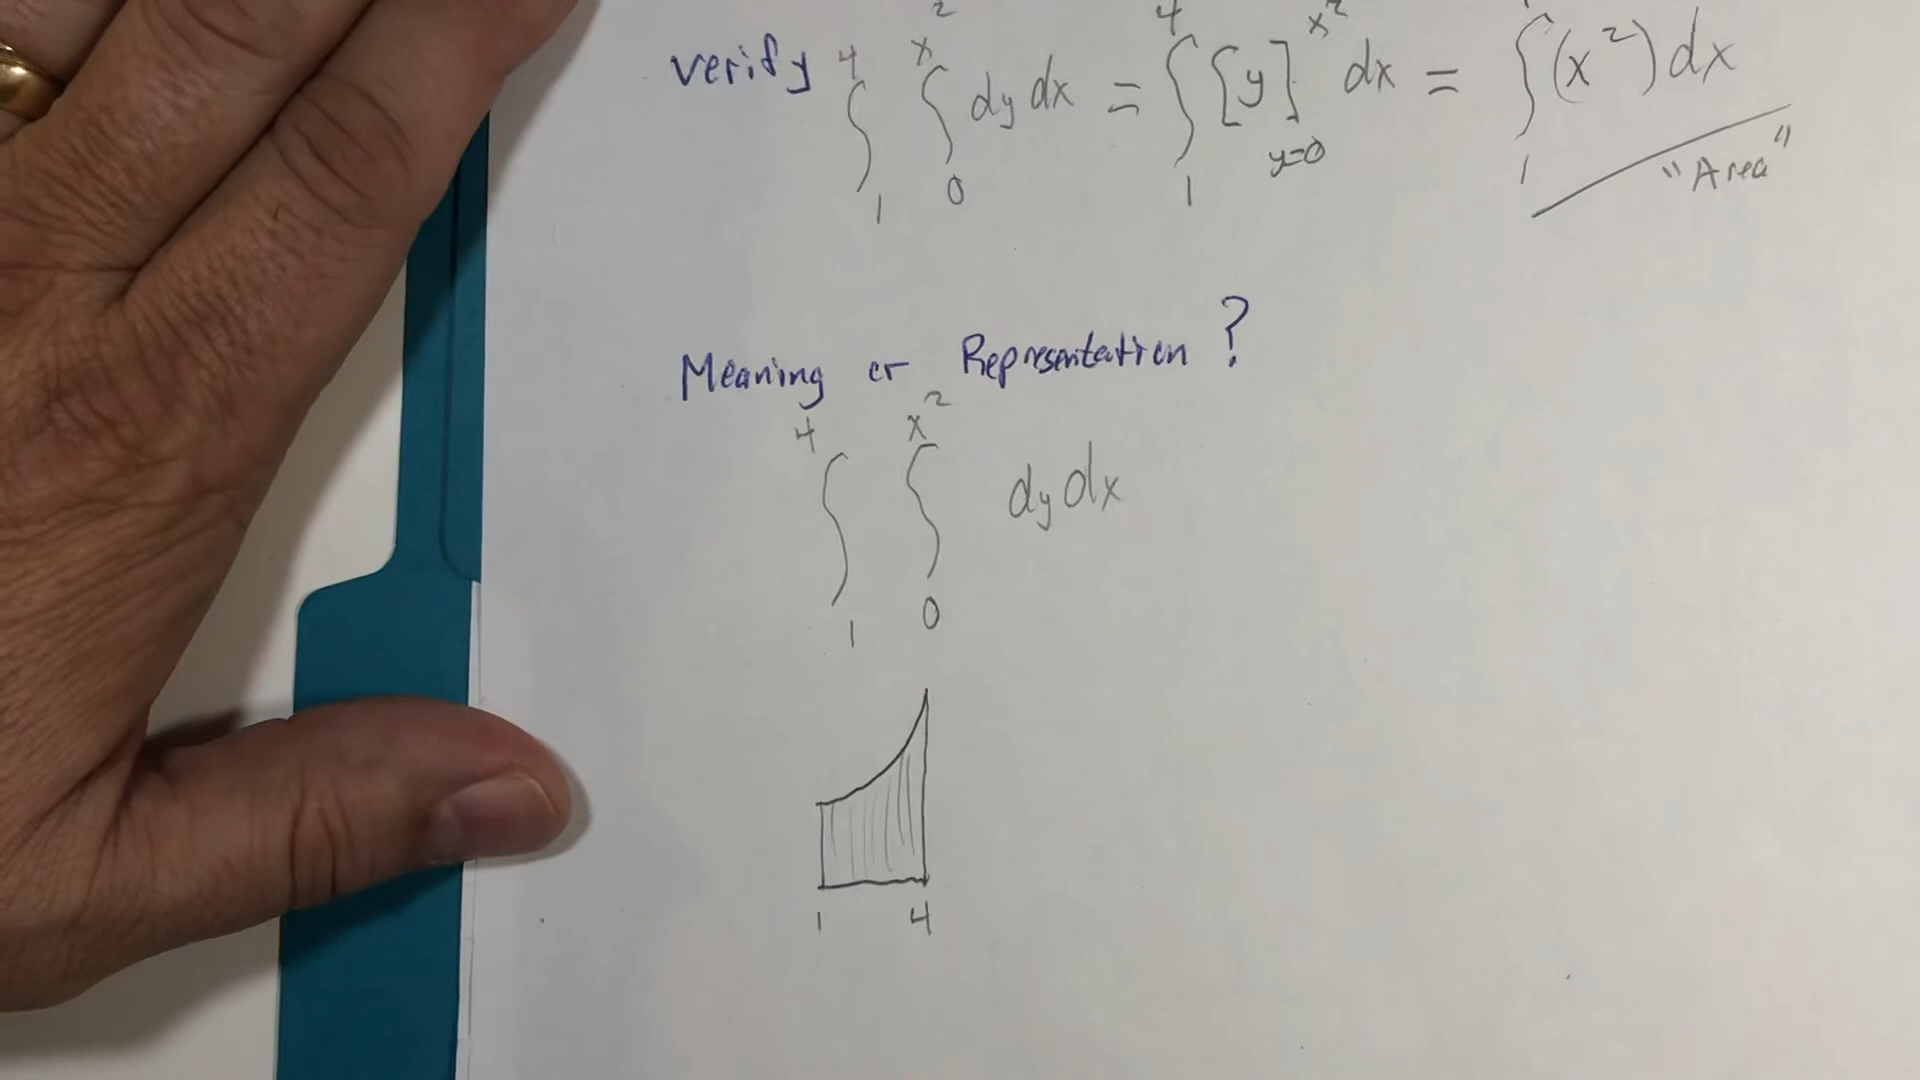 verify ∫₁⁴ ∫₀^x² dy dx = ∫₁⁴ [y]_y=0^x² dx = ∫₁ (x²) dx
"Area"
Meaning or Representation ?
∫₁⁴ ∫₀^x² dy dx
1 4